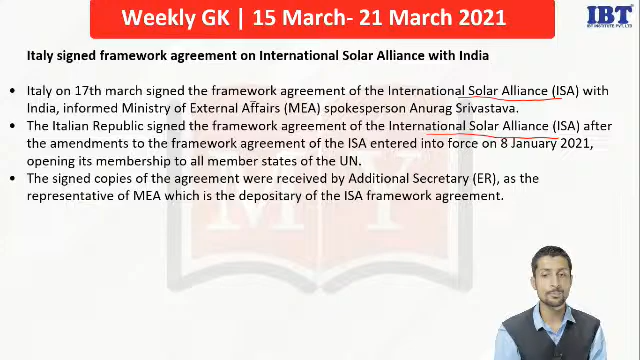 Weekly GK | 15 March- 21 March 2021
IBT
IBT INSTITUTE PVT.LTD
Italy signed framework agreement on International Solar Alliance with India
• Italy on 17th march signed the framework agreement of the International Solar Alliance (ISA) with
India, informed Ministry of External Affairs (MEA) spokesperson Anurag Srivastava.
• The Italian Republic signed the framework agreement of the International Solar Alliance (ISA) after
the amendments to the framework agreement of the ISA entered into force on 8 January 2021,
opening its membership to all member states of the UN.
• The signed copies of the agreement were received by Additional Secretary (ER), as the
representative of MEA which is the depositary of the ISA framework agreement.
MY